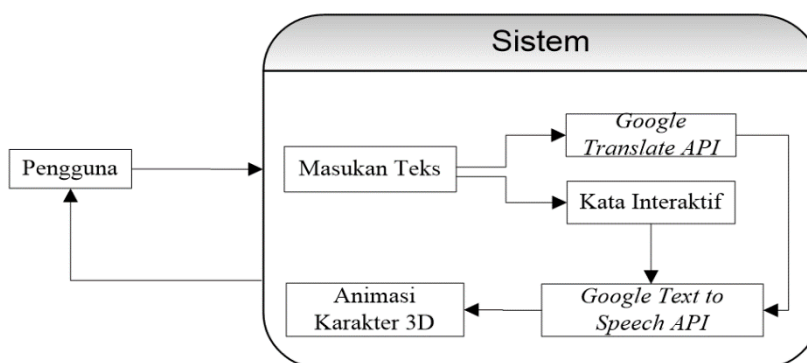 Sistem
Google
Translate API
Pengguna
Masukan Teks
Kata Interaktif
Animasi
Karakter 3D
Google Text to
Speech API